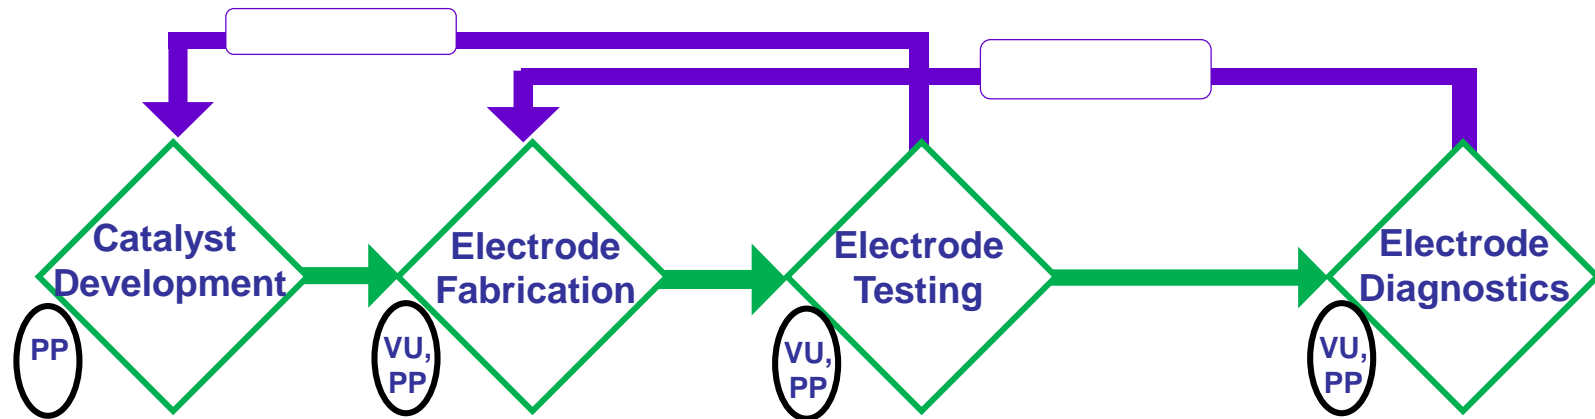 Catalyst
Development
PP
Electrode
Fabrication
VU,
PP
Electrode
Testing
VU,
PP
Electrode
Diagnostics
VU,
PP